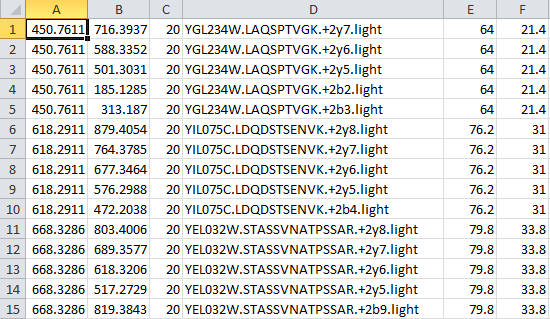 A B C D E F
1 450.7611 716.3937 20 YGL234W.LAQSPTVGK.+2y7.light 64 21.4
2 450.7611 588.3352 20 YGL234W.LAQSPTVGK.+2y6.light 64 21.4
3 450.7611 501.3031 20 YGL234W.LAQSPTVGK.+2y5.light 64 21.4
4 450.7611 185.1285 20 YGL234W.LAQSPTVGK.+2b2.light 64 21.4
5 450.7611 313.187 20 YGL234W.LAQSPTVGK.+2b3.light 64 21.4
6 618.2911 879.4054 20 YIL075C.LDQDSTSENVK.+2y8.light 76.2 31
7 618.2911 764.3785 20 YIL075C.LDQDSTSENVK.+2y7.light 76.2 31
8 618.2911 677.3464 20 YIL075C.LDQDSTSENVK.+2y6.light 76.2 31
9 618.2911 576.2988 20 YIL075C.LDQDSTSENVK.+2y5.light 76.2 31
10 618.2911 472.2038 20 YIL075C.LDQDSTSENVK.+2b4.light 76.2 31
11 668.3286 803.4006 20 YEL032W.STASSVNATPSSAR.+2y8.light 79.8 33.8
12 668.3286 689.3577 20 YEL032W.STASSVNATPSSAR.+2y7.light 79.8 33.8
13 668.3286 618.3206 20 YEL032W.STASSVNATPSSAR.+2y6.light 79.8 33.8
14 668.3286 517.2729 20 YEL032W.STASSVNATPSSAR.+2y5.light 79.8 33.8
15 668.3286 819.3843 20 YEL032W.STASSVNATPSSAR.+2b9.light 79.8 33.8